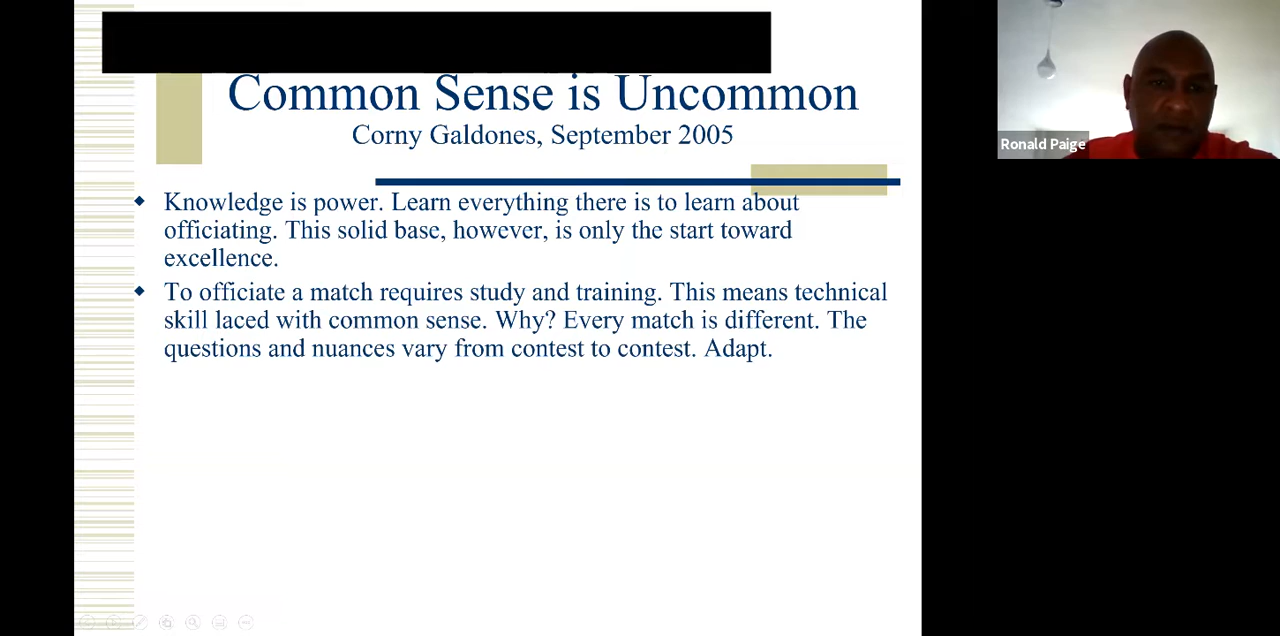 Common Sense is Uncommon
Corny Galdones, September 2005
Knowledge is power. Learn everything there is to learn about
officiating. This solid base, however, is only the start toward
excellence.
To officiate a match requires study and training. This means technical
skill laced with common sense. Why? Every match is different. The
questions and nuances vary from contest to contest. Adapt.
Ronald Paige